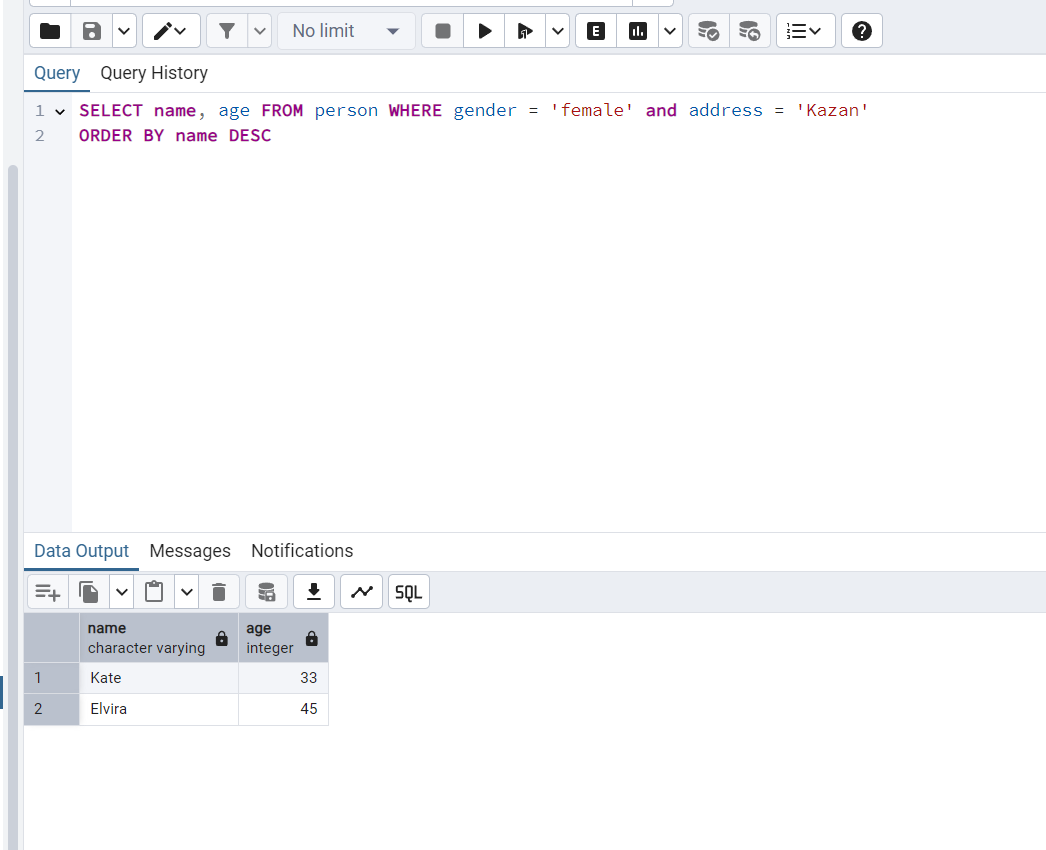 No limit
E
Query Query History
1 SELECT name, age FROM person WHERE gender = 'female' and address = 'Kazan'
2 ORDER BY name DESC
Data Output Messages Notifications
SQL
name age
character varying integer
1 Kate 33
2 Elvira 45